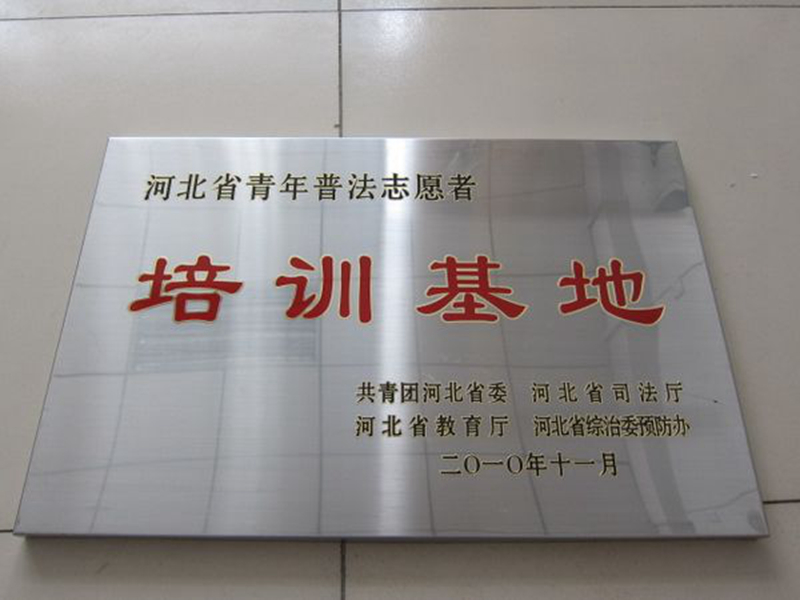 河北省青年普法志愿者
培训基地
共青团河北省委 河北省司法厅
河北省教育厅 河北省综治委预防办
二〇一〇年十一月